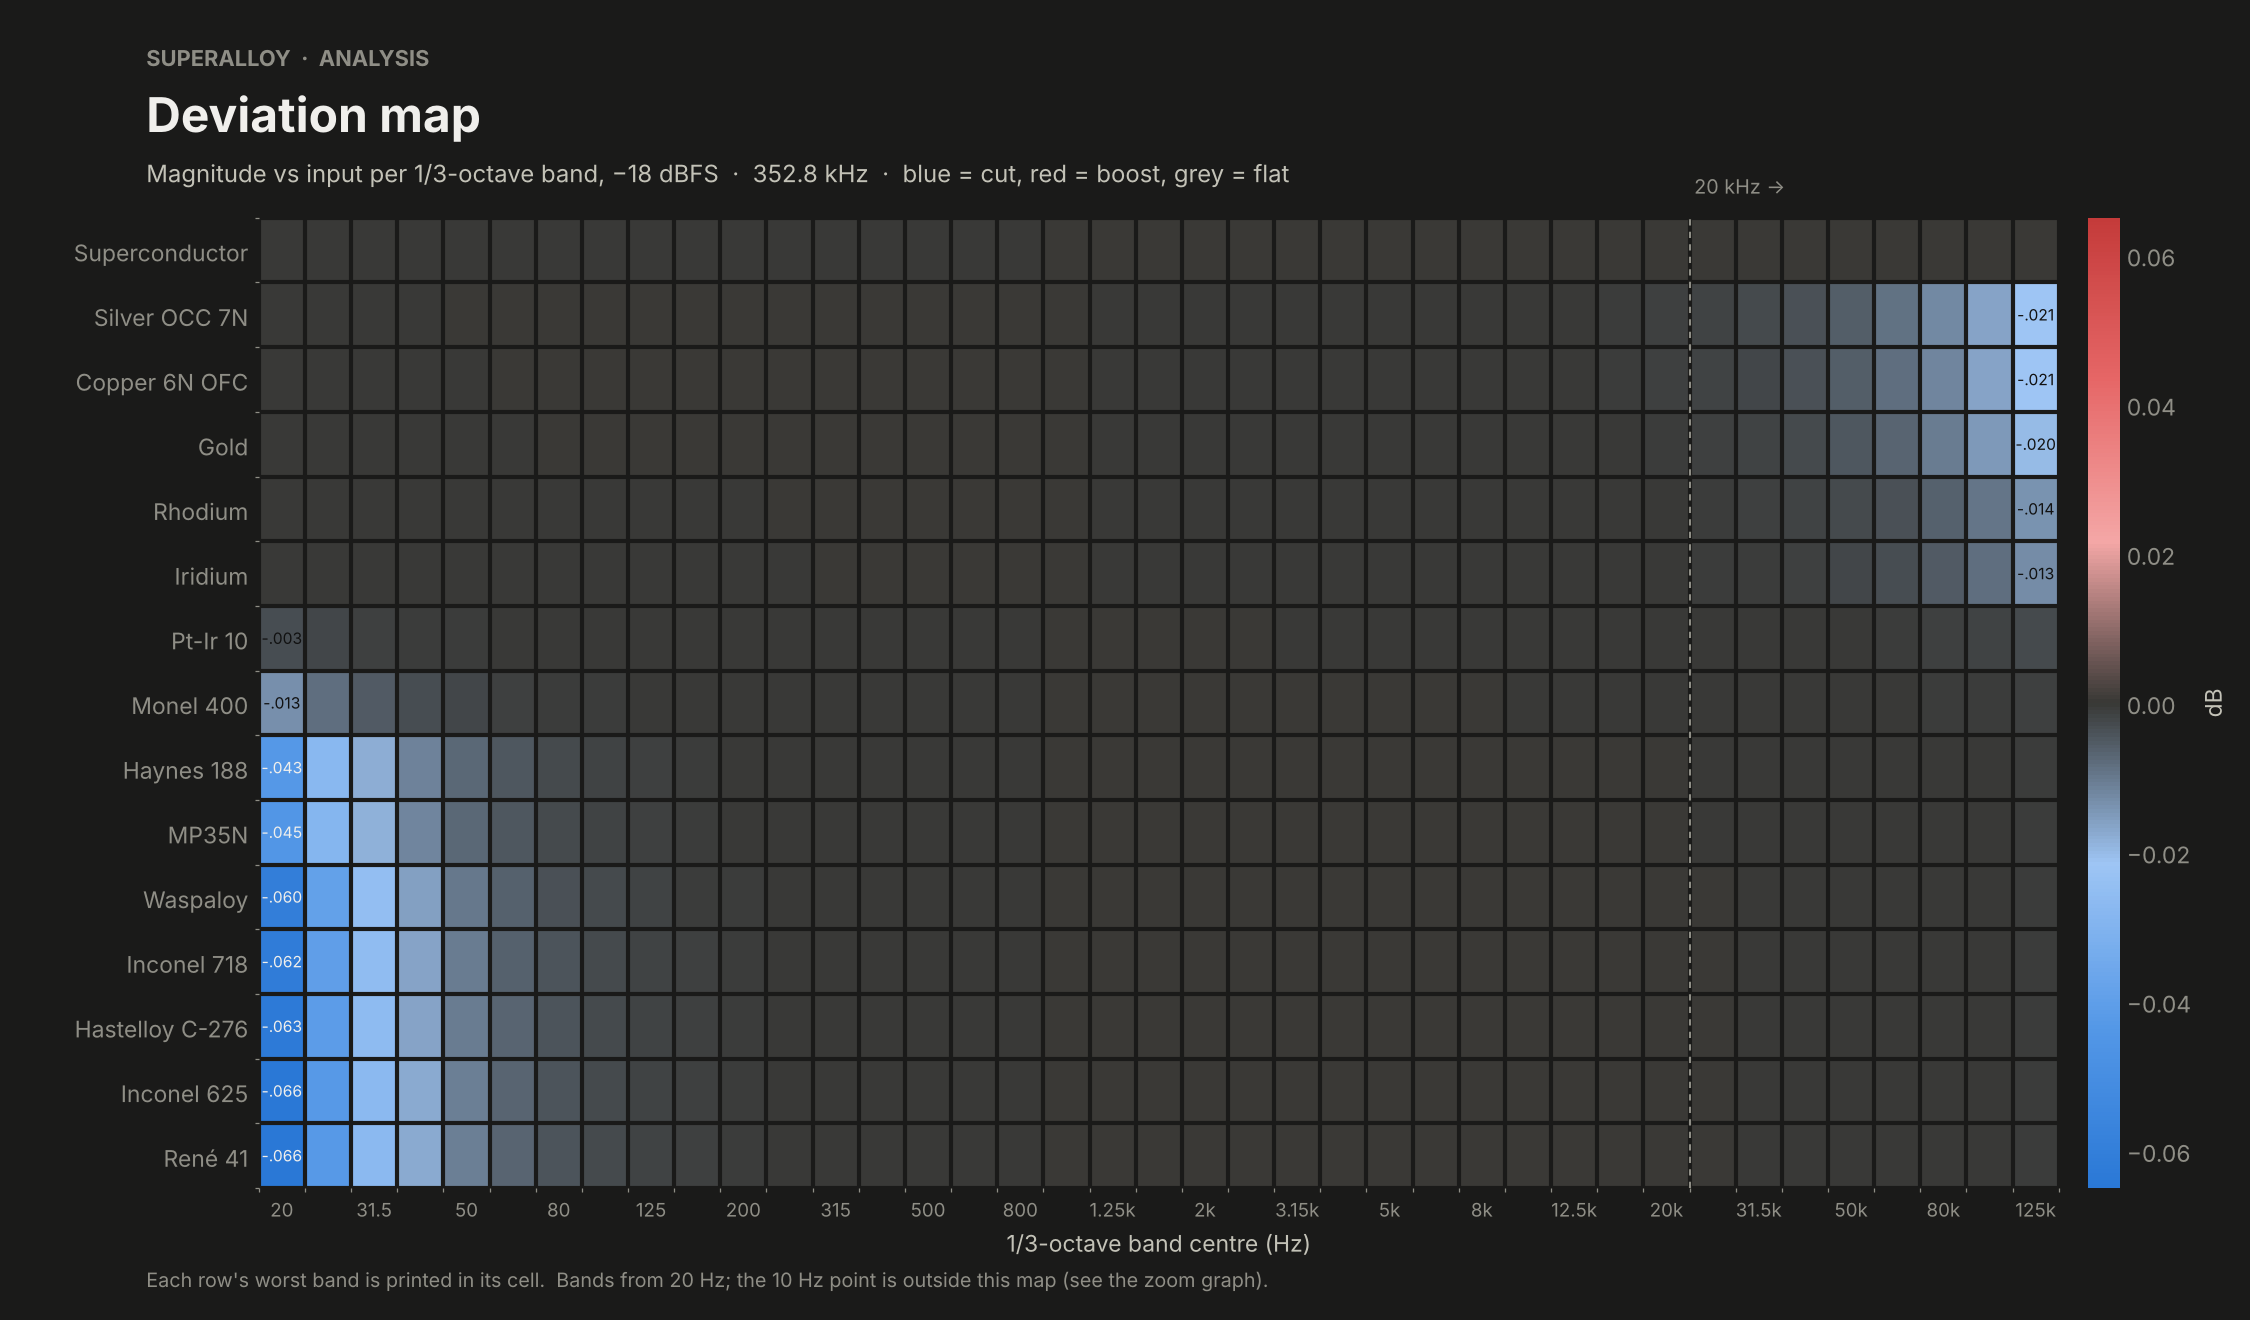 SUPERALLOY · ANALYSIS
Deviation map
Magnitude vs input per 1/3-octave band, −18 dBFS · 352.8 kHz · blue = cut, red = boost, grey = flat
20 kHz →
Superconductor
Silver OCC 7N -.021
Copper 6N OFC -.021
Gold -.020
Rhodium -.014
Iridium -.013
Pt-Ir 10 -.003
Monel 400 -.013
Haynes 188 -.043
MP35N -.045
Waspaloy -.060
Inconel 718 -.062
Hastelloy C-276 -.063
Inconel 625 -.066
René 41 -.066
20 31.5 50 80 125 200 315 500 800 1.25k 2k 3.15k 5k 8k 12.5k 20k 31.5k 50k 80k 125k
1/3-octave band centre (Hz)
0.06
0.04
0.02
0.00
−0.02
−0.04
−0.06
dB
Each row's worst band is printed in its cell. Bands from 20 Hz; the 10 Hz point is outside this map (see the zoom graph).